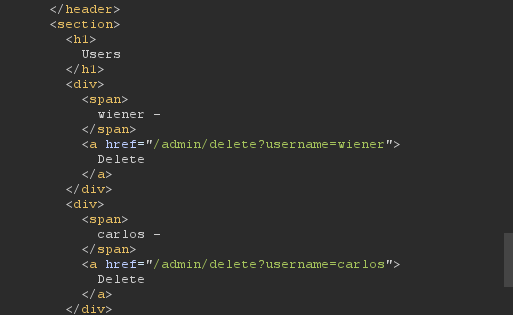 </header>
<section>
<h1>
Users
</h1>
<div>
<span>
wiener -
</span>
<a href="/admin/delete?username=wiener">
Delete
</a>
</div>
<div>
<span>
carlos -
</span>
<a href="/admin/delete?username=carlos">
Delete
</a>
</div>